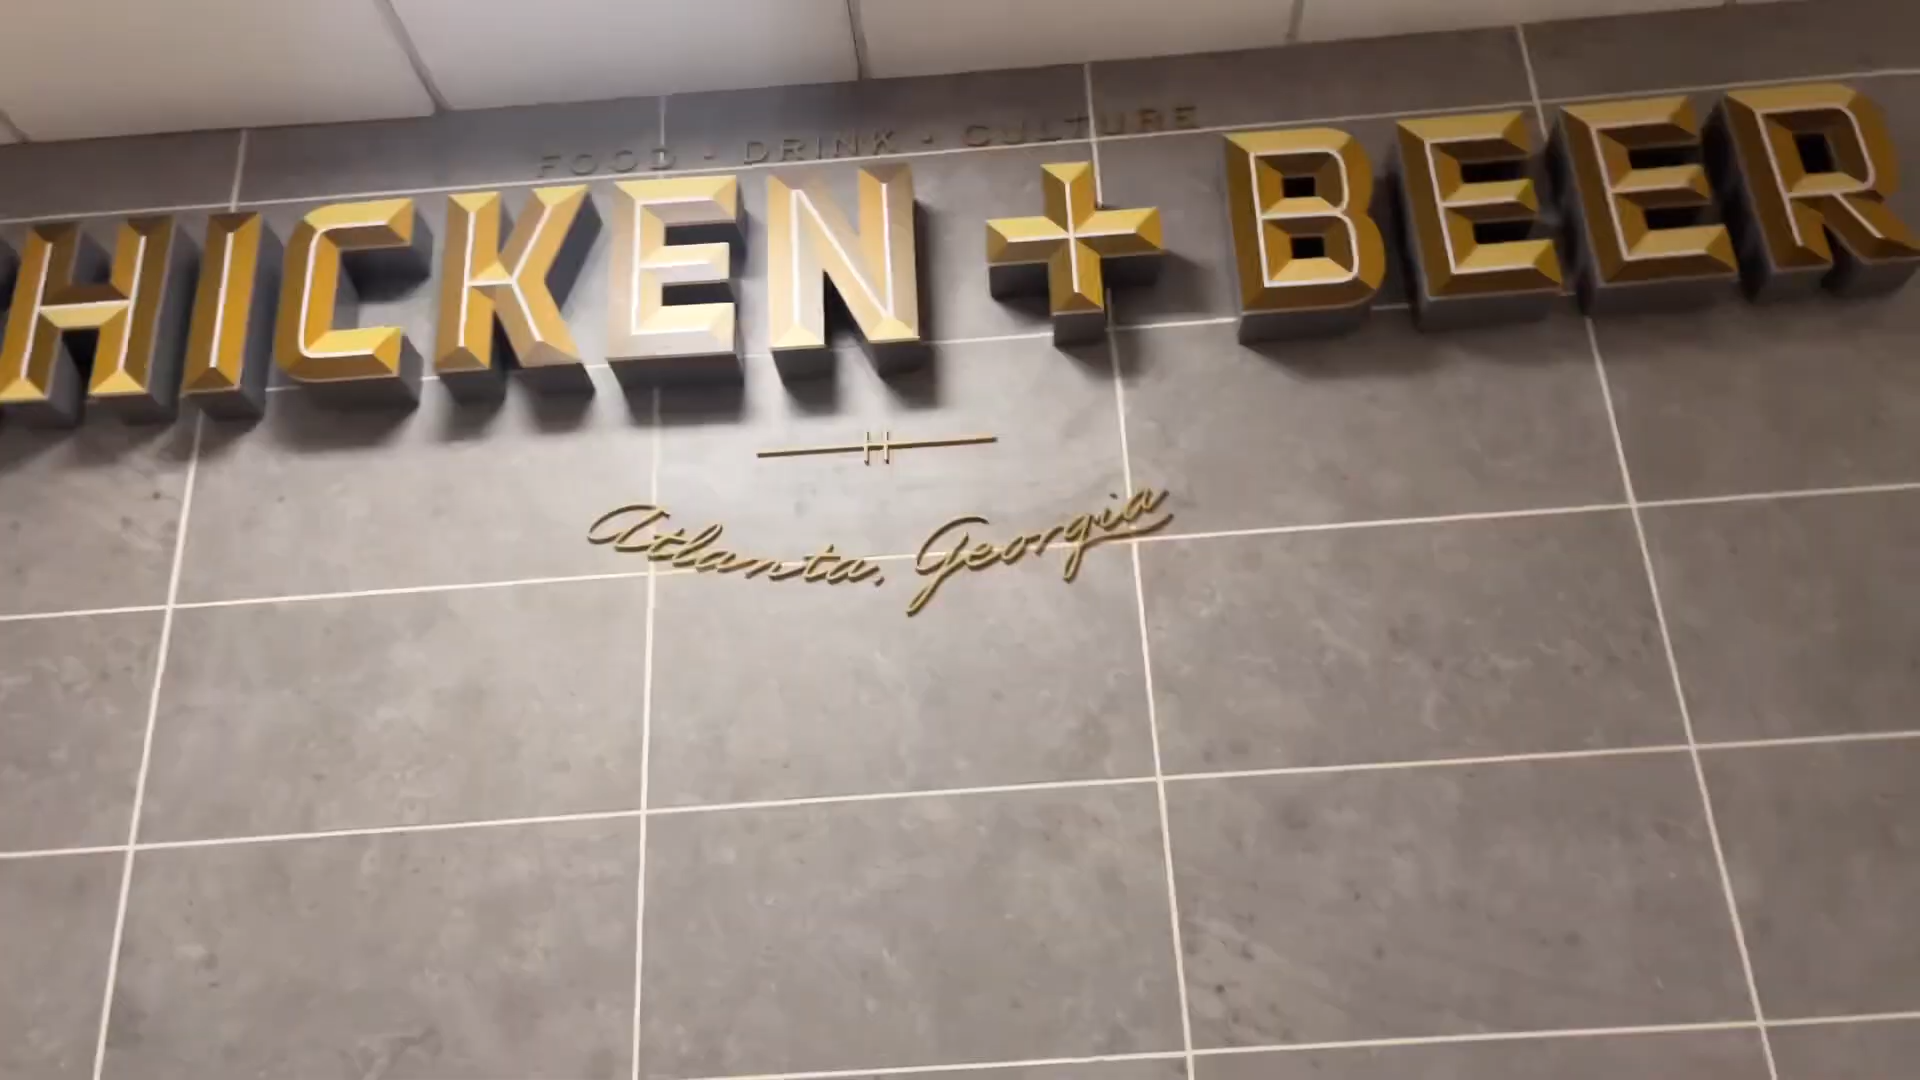 FOOD · DRINK · CULTURE
HICKEN + BEER
H
Atlanta, Georgia